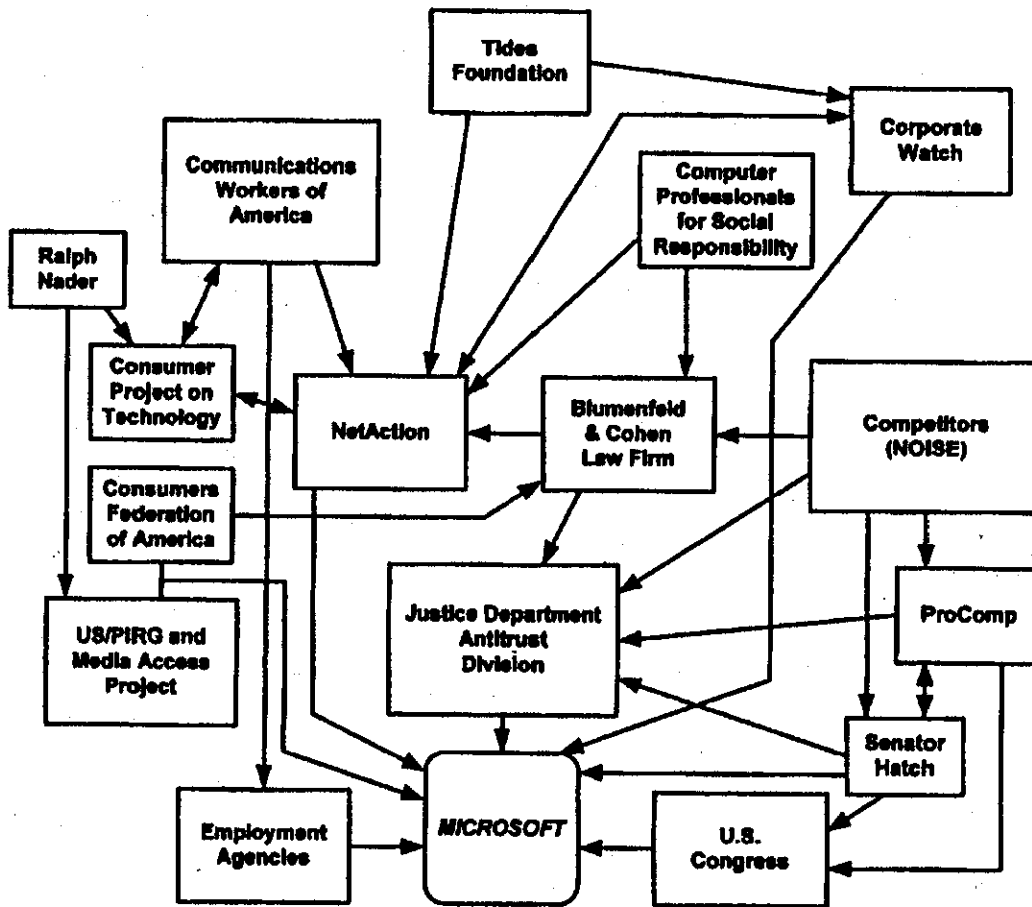 Tides
Foundation
Corporate
Watch
Communications
Workers of
America
Computer
Professionals
for Social
Responsibility
Ralph
Nader
Consumer
Project on
Technology
NetAction
Blumenfeld
& Cohen
Law Firm
Competitors
(NOISE)
Consumers
Federation
of America
US/PIRG and
Media Access
Project
Justice Department
Antitrust
Division
ProComp
Senator
Hatch
Employment
Agencies
MICROSOFT
U.S.
Congress